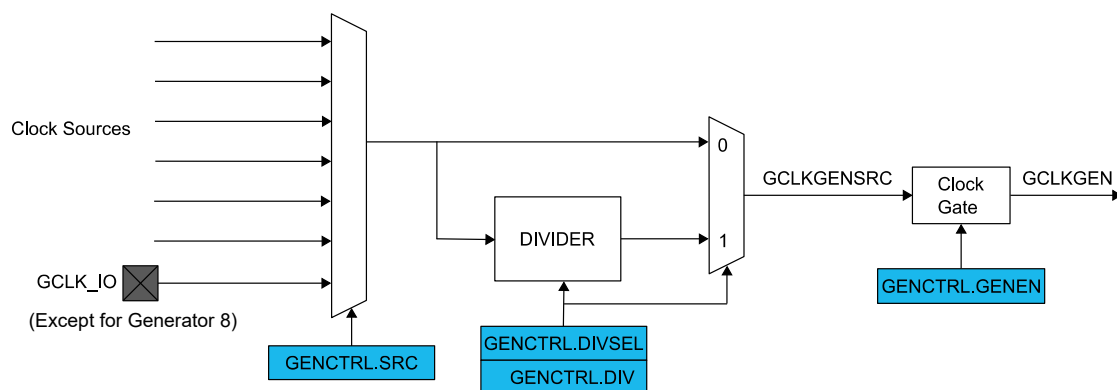 Clock Sources
GCLK_IO
(Except for Generator 8)
GENCTRL.SRC
DIVIDER
GENCTRL.DIVSEL
GENCTRL.DIV
0
1
GCLKGENSRC
Clock
Gate
GCLKGEN
GENCTRL.GENEN